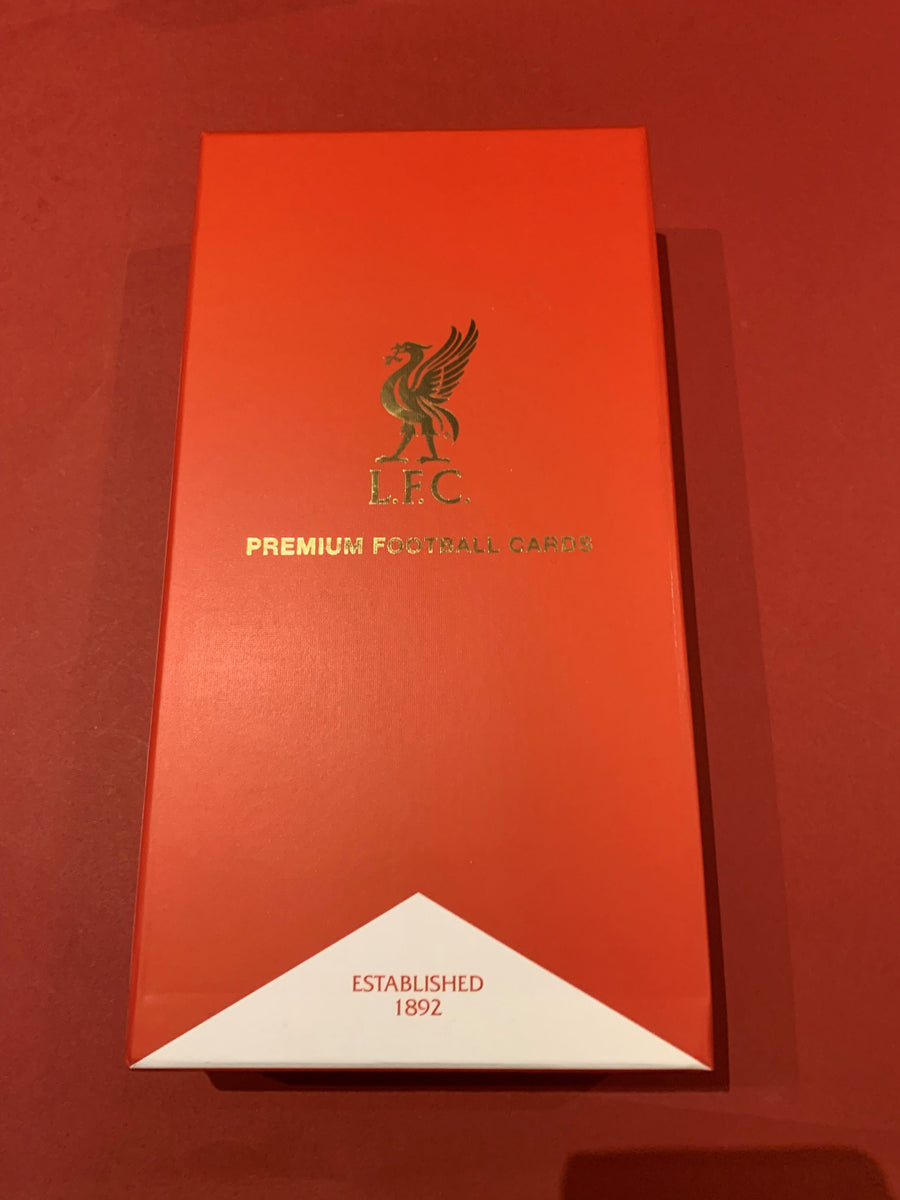 L.F.C.
PREMIUM FOOTBALL CARDS
ESTABLISHED
1892